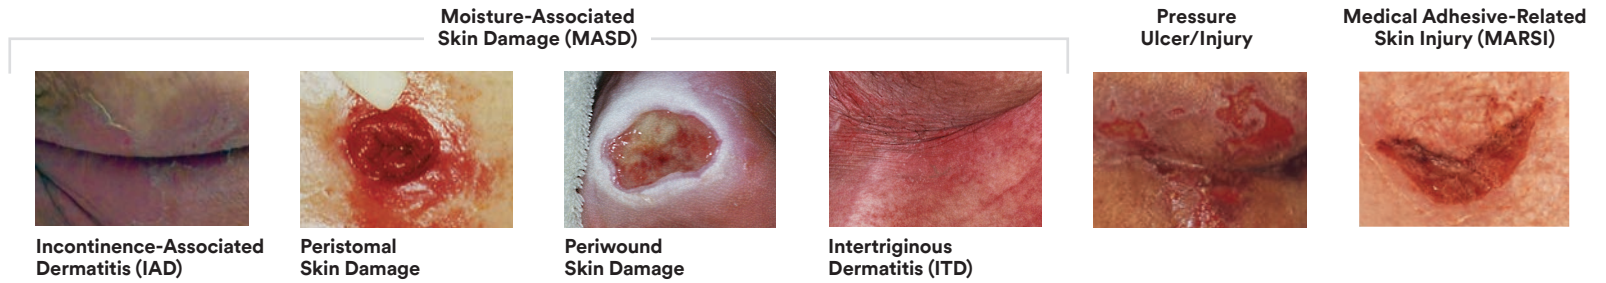 Moisture-Associated
Skin Damage (MASD)
Pressure
Ulcer/Injury
Medical Adhesive-Related
Skin Injury (MARSI)
Incontinence-Associated
Dermatitis (IAD)
Peristomal
Skin Damage
Periwound
Skin Damage
Intertriginous
Dermatitis (ITD)